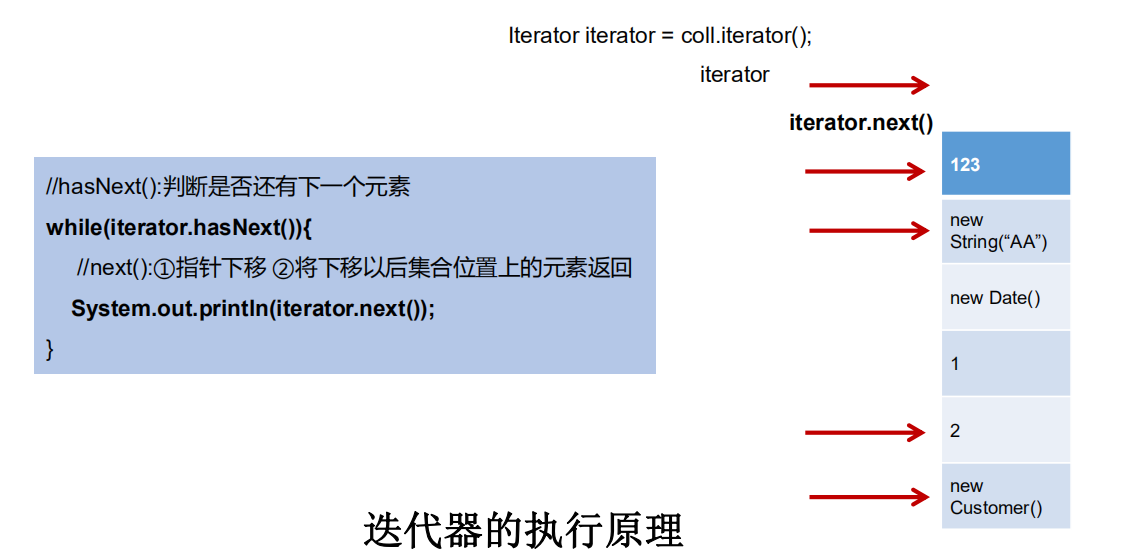 Iterator iterator = coll.iterator();
iterator
iterator.next()
//hasNext():判断是否还有下一个元素
while(iterator.hasNext()){
//next():①指针下移 ②将下移以后集合位置上的元素返回
System.out.println(iterator.next());
}
123
new
String(“AA”)
new Date()
1
2
new
Customer()
迭代器的执行原理